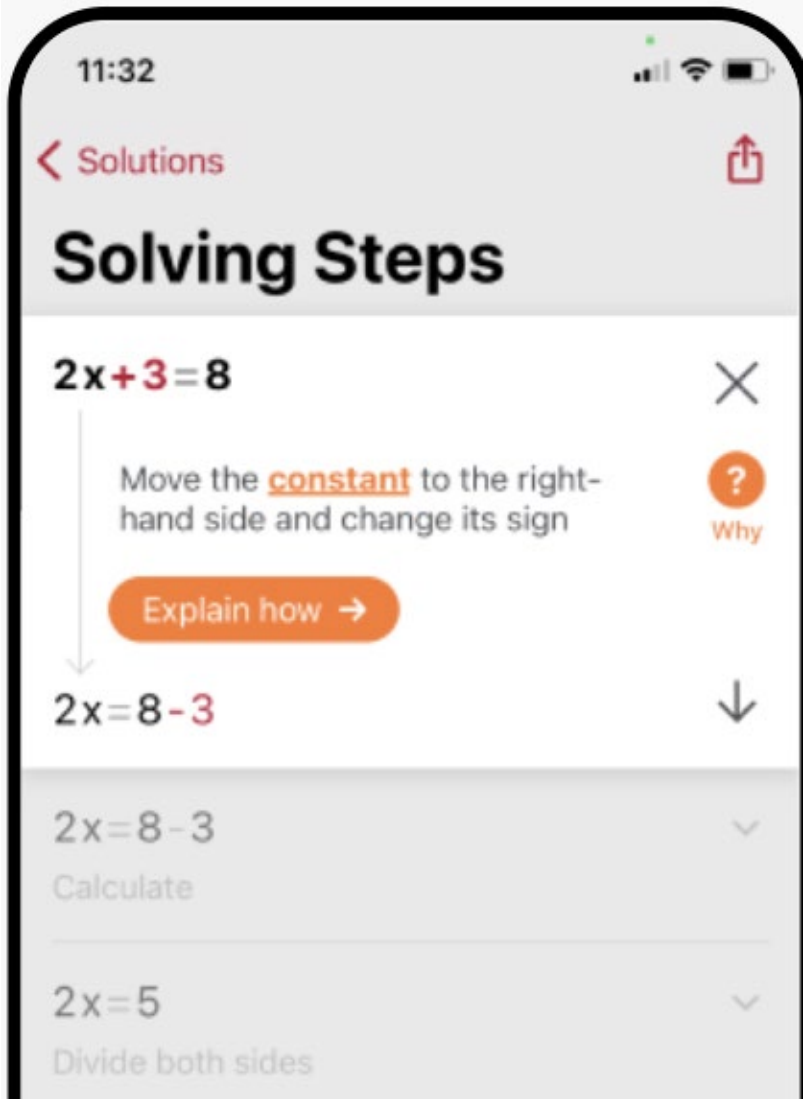 11:32
Solutions
Solving Steps
2x+3=8
Move the constant to the right-
hand side and change its sign
?
Why
Explain how →
2x=8-3
2x=8-3
Calculate
2x=5
Divide both sides